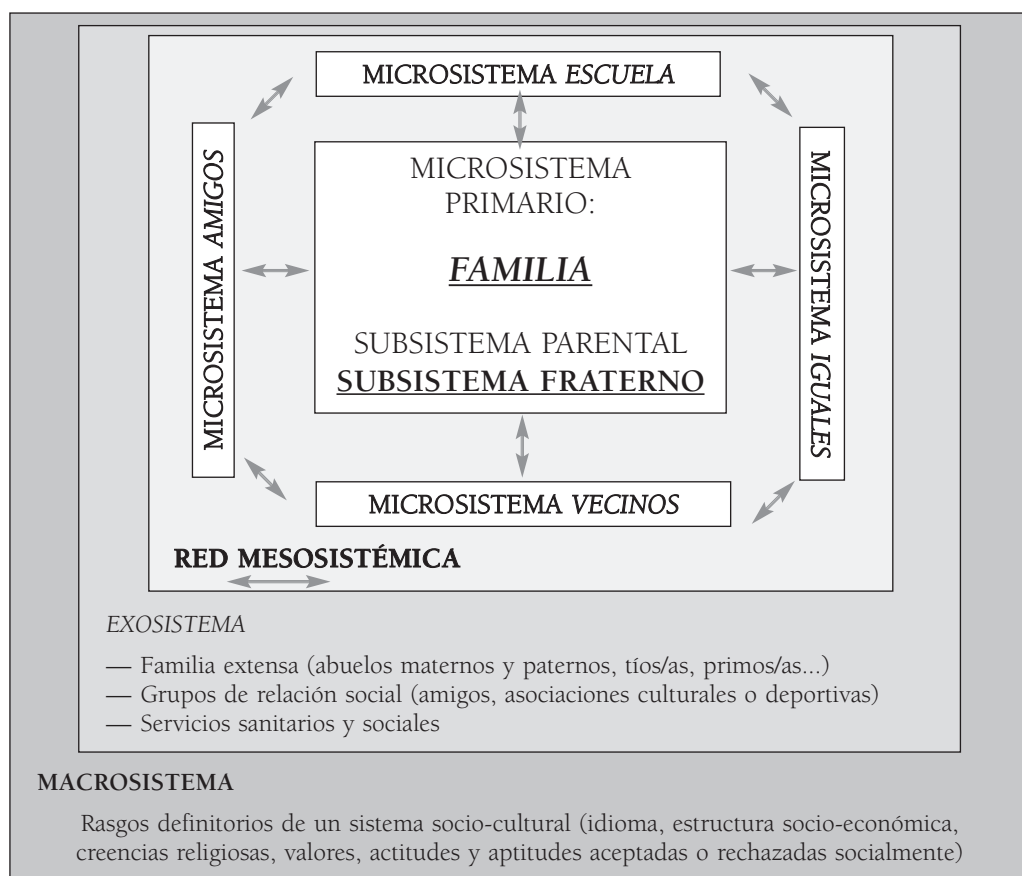 MICROSISTEMA ESCUELA
MICROSISTEMA AMIGOS
MICROSISTEMA
PRIMARIO:
FAMILIA
SUBSISTEMA PARENTAL
SUBSISTEMA FRATERNO
MICROSISTEMA IGUALES
MICROSISTEMA VECINOS
RED MESOSISTÉMICA
EXOSISTEMA
— Familia extensa (abuelos maternos y paternos, tíos/as, primos/as...)
— Grupos de relación social (amigos, asociaciones culturales o deportivas)
— Servicios sanitarios y sociales
MACROSISTEMA
Rasgos definitorios de un sistema socio-cultural (idioma, estructura socio-económica,
creencias religiosas, valores, actitudes y aptitudes aceptadas o rechazadas socialmente)